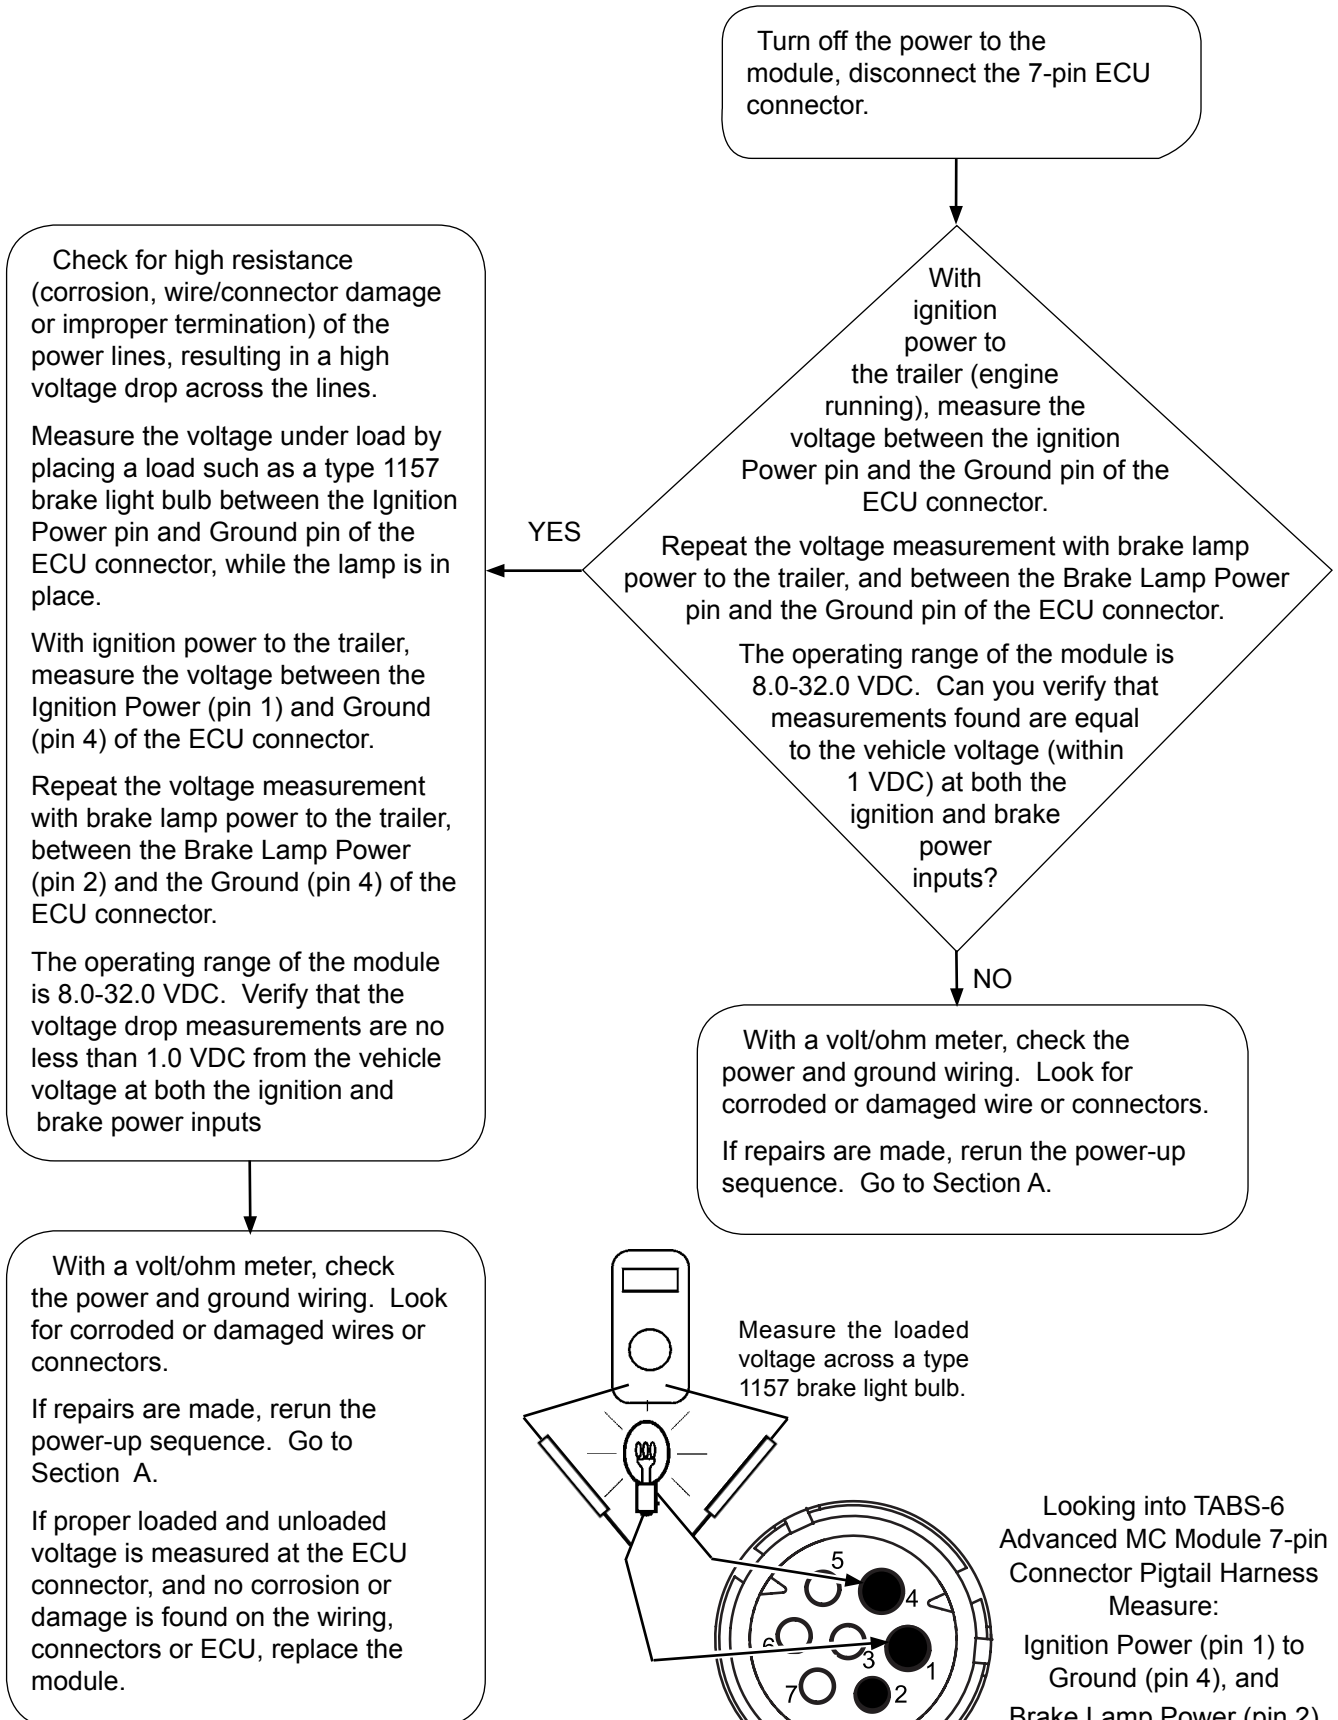 Turn off the power to the
module, disconnect the 7-pin ECU
connector.
With
ignition
power to
the trailer (engine
running), measure the
voltage between the ignition
Power pin and the Ground pin of the
ECU connector.
Repeat the voltage measurement with brake lamp
power to the trailer, and between the Brake Lamp Power
pin and the Ground pin of the ECU connector.
The operating range of the module is
8.0-32.0 VDC.  Can you verify that
measurements found are equal
to the vehicle voltage (within
1 VDC) at both the
ignition and brake
power
inputs?
YES
Check for high resistance
(corrosion, wire/connector damage
or improper termination) of the
power lines, resulting in a high
voltage drop across the lines.
Measure the voltage under load by
placing a load such as a type 1157
brake light bulb between the Ignition
Power pin and Ground pin of the
ECU connector, while the lamp is in
place.
With ignition power to the trailer,
measure the voltage between the
Ignition Power (pin 1) and Ground
(pin 4) of the ECU connector.
Repeat the voltage measurement
with brake lamp power to the trailer,
between the Brake Lamp Power
(pin 2) and the Ground (pin 4) of the
ECU connector.
The operating range of the module
is 8.0-32.0 VDC.  Verify that the
voltage drop measurements are no
less than 1.0 VDC from the vehicle
voltage at both the ignition and
brake power inputs
NO
With a volt/ohm meter, check the
power and ground wiring.  Look for
corroded or damaged wire or connectors.
If repairs are made, rerun the power-up
sequence.  Go to Section A.
With a volt/ohm meter, check
the power and ground wiring.  Look
for corroded or damaged wires or
connectors.
If repairs are made, rerun the
power-up sequence.  Go to
Section  A.
If proper loaded and unloaded
voltage is measured at the ECU
connector, and no corrosion or
damage is found on the wiring,
connectors or ECU, replace the
module.
Measure the loaded
voltage across a type
1157 brake light bulb.
5
4
6
3
1
7
2
Looking into TABS-6
Advanced MC Module 7-pin
Connector Pigtail Harness
Measure:
Ignition Power (pin 1) to
Ground (pin 4), and
Brake Lamp Power (pin 2)